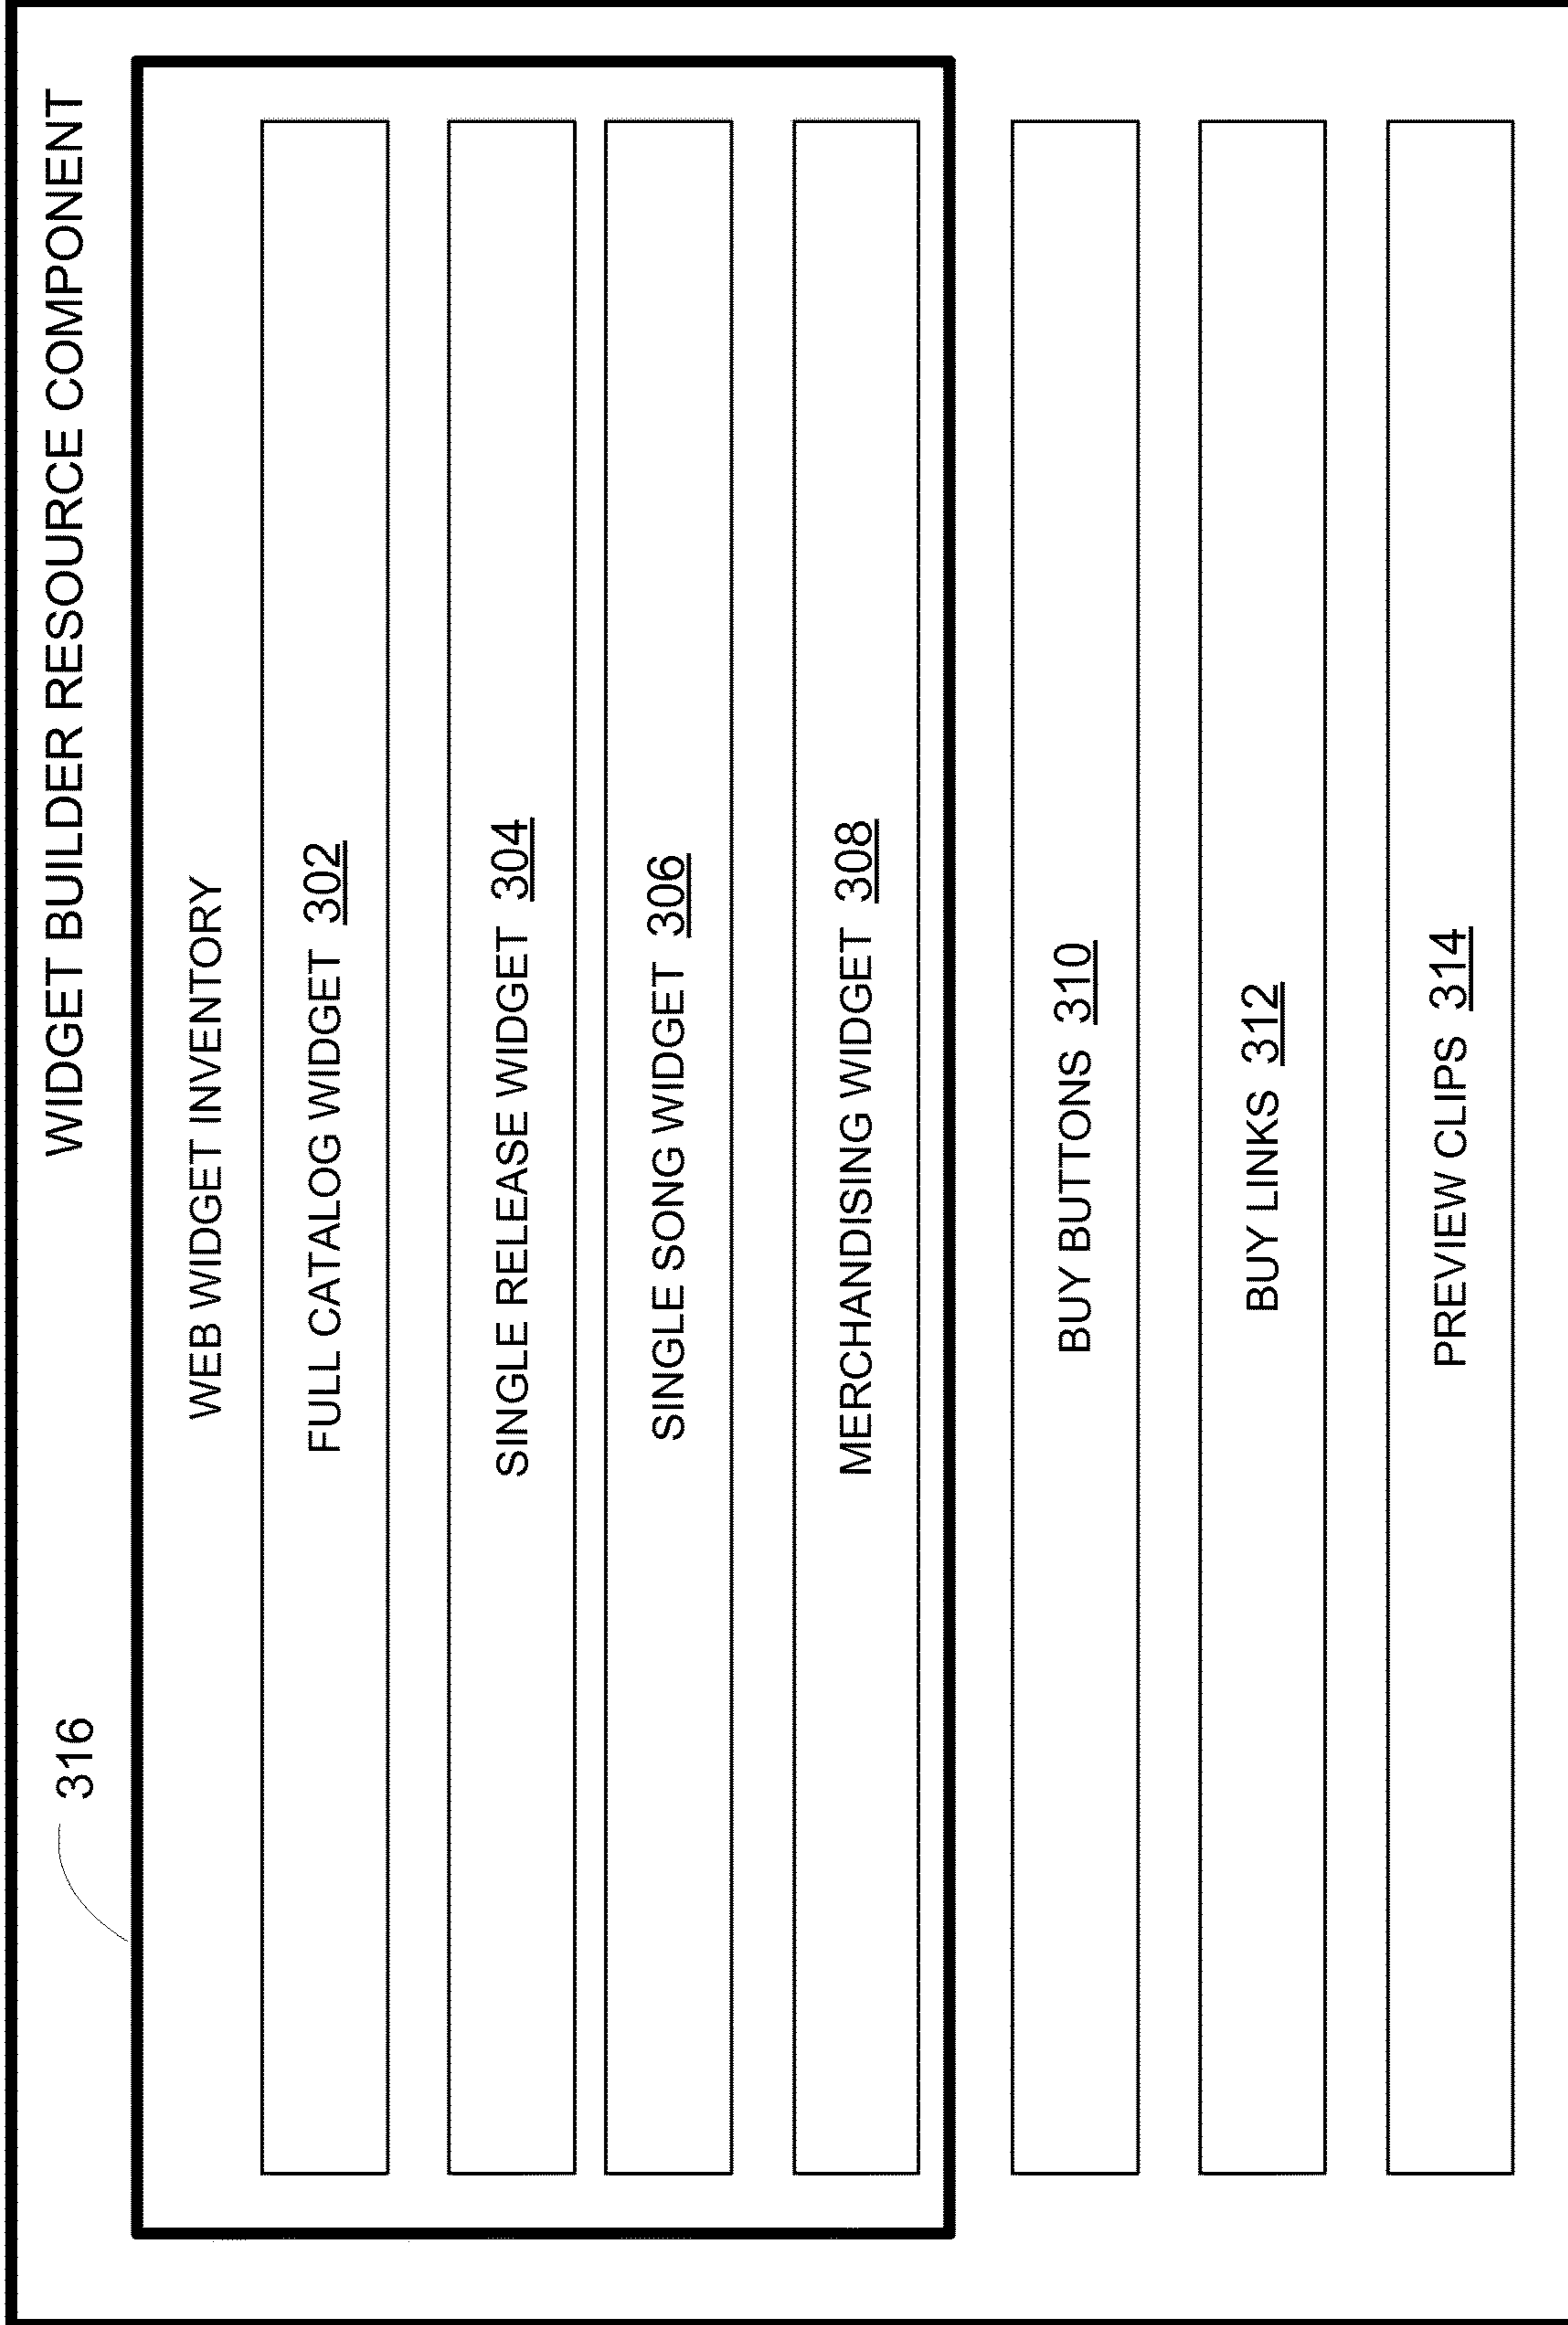 WIDGET BUILDER RESOURCE COMPONENT
316
WEB WIDGET INVENTORY
FULL CATALOG WIDGET 302
SINGLE RELEASE WIDGET 304
SINGLE SONG WIDGET 306
MERCHANDISING WIDGET 308
BUY BUTTONS 310
BUY LINKS 312
PREVIEW CLIPS 314